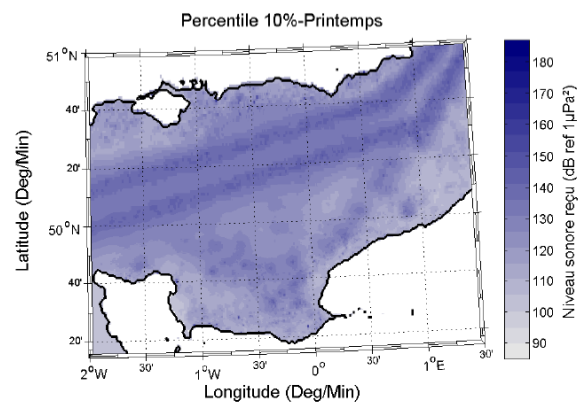 Percentile 10%-Printemps
51°N
40'
20'
50°N
40'
20'
Latitude (Deg/Min)
2°W
30'
1°W
30'
0°
30'
1°E
30'
Longitude (Deg/Min)
180
170
160
150
140
130
120
110
100
90
Niveau sonore reçu (dB ref 1µPa²)